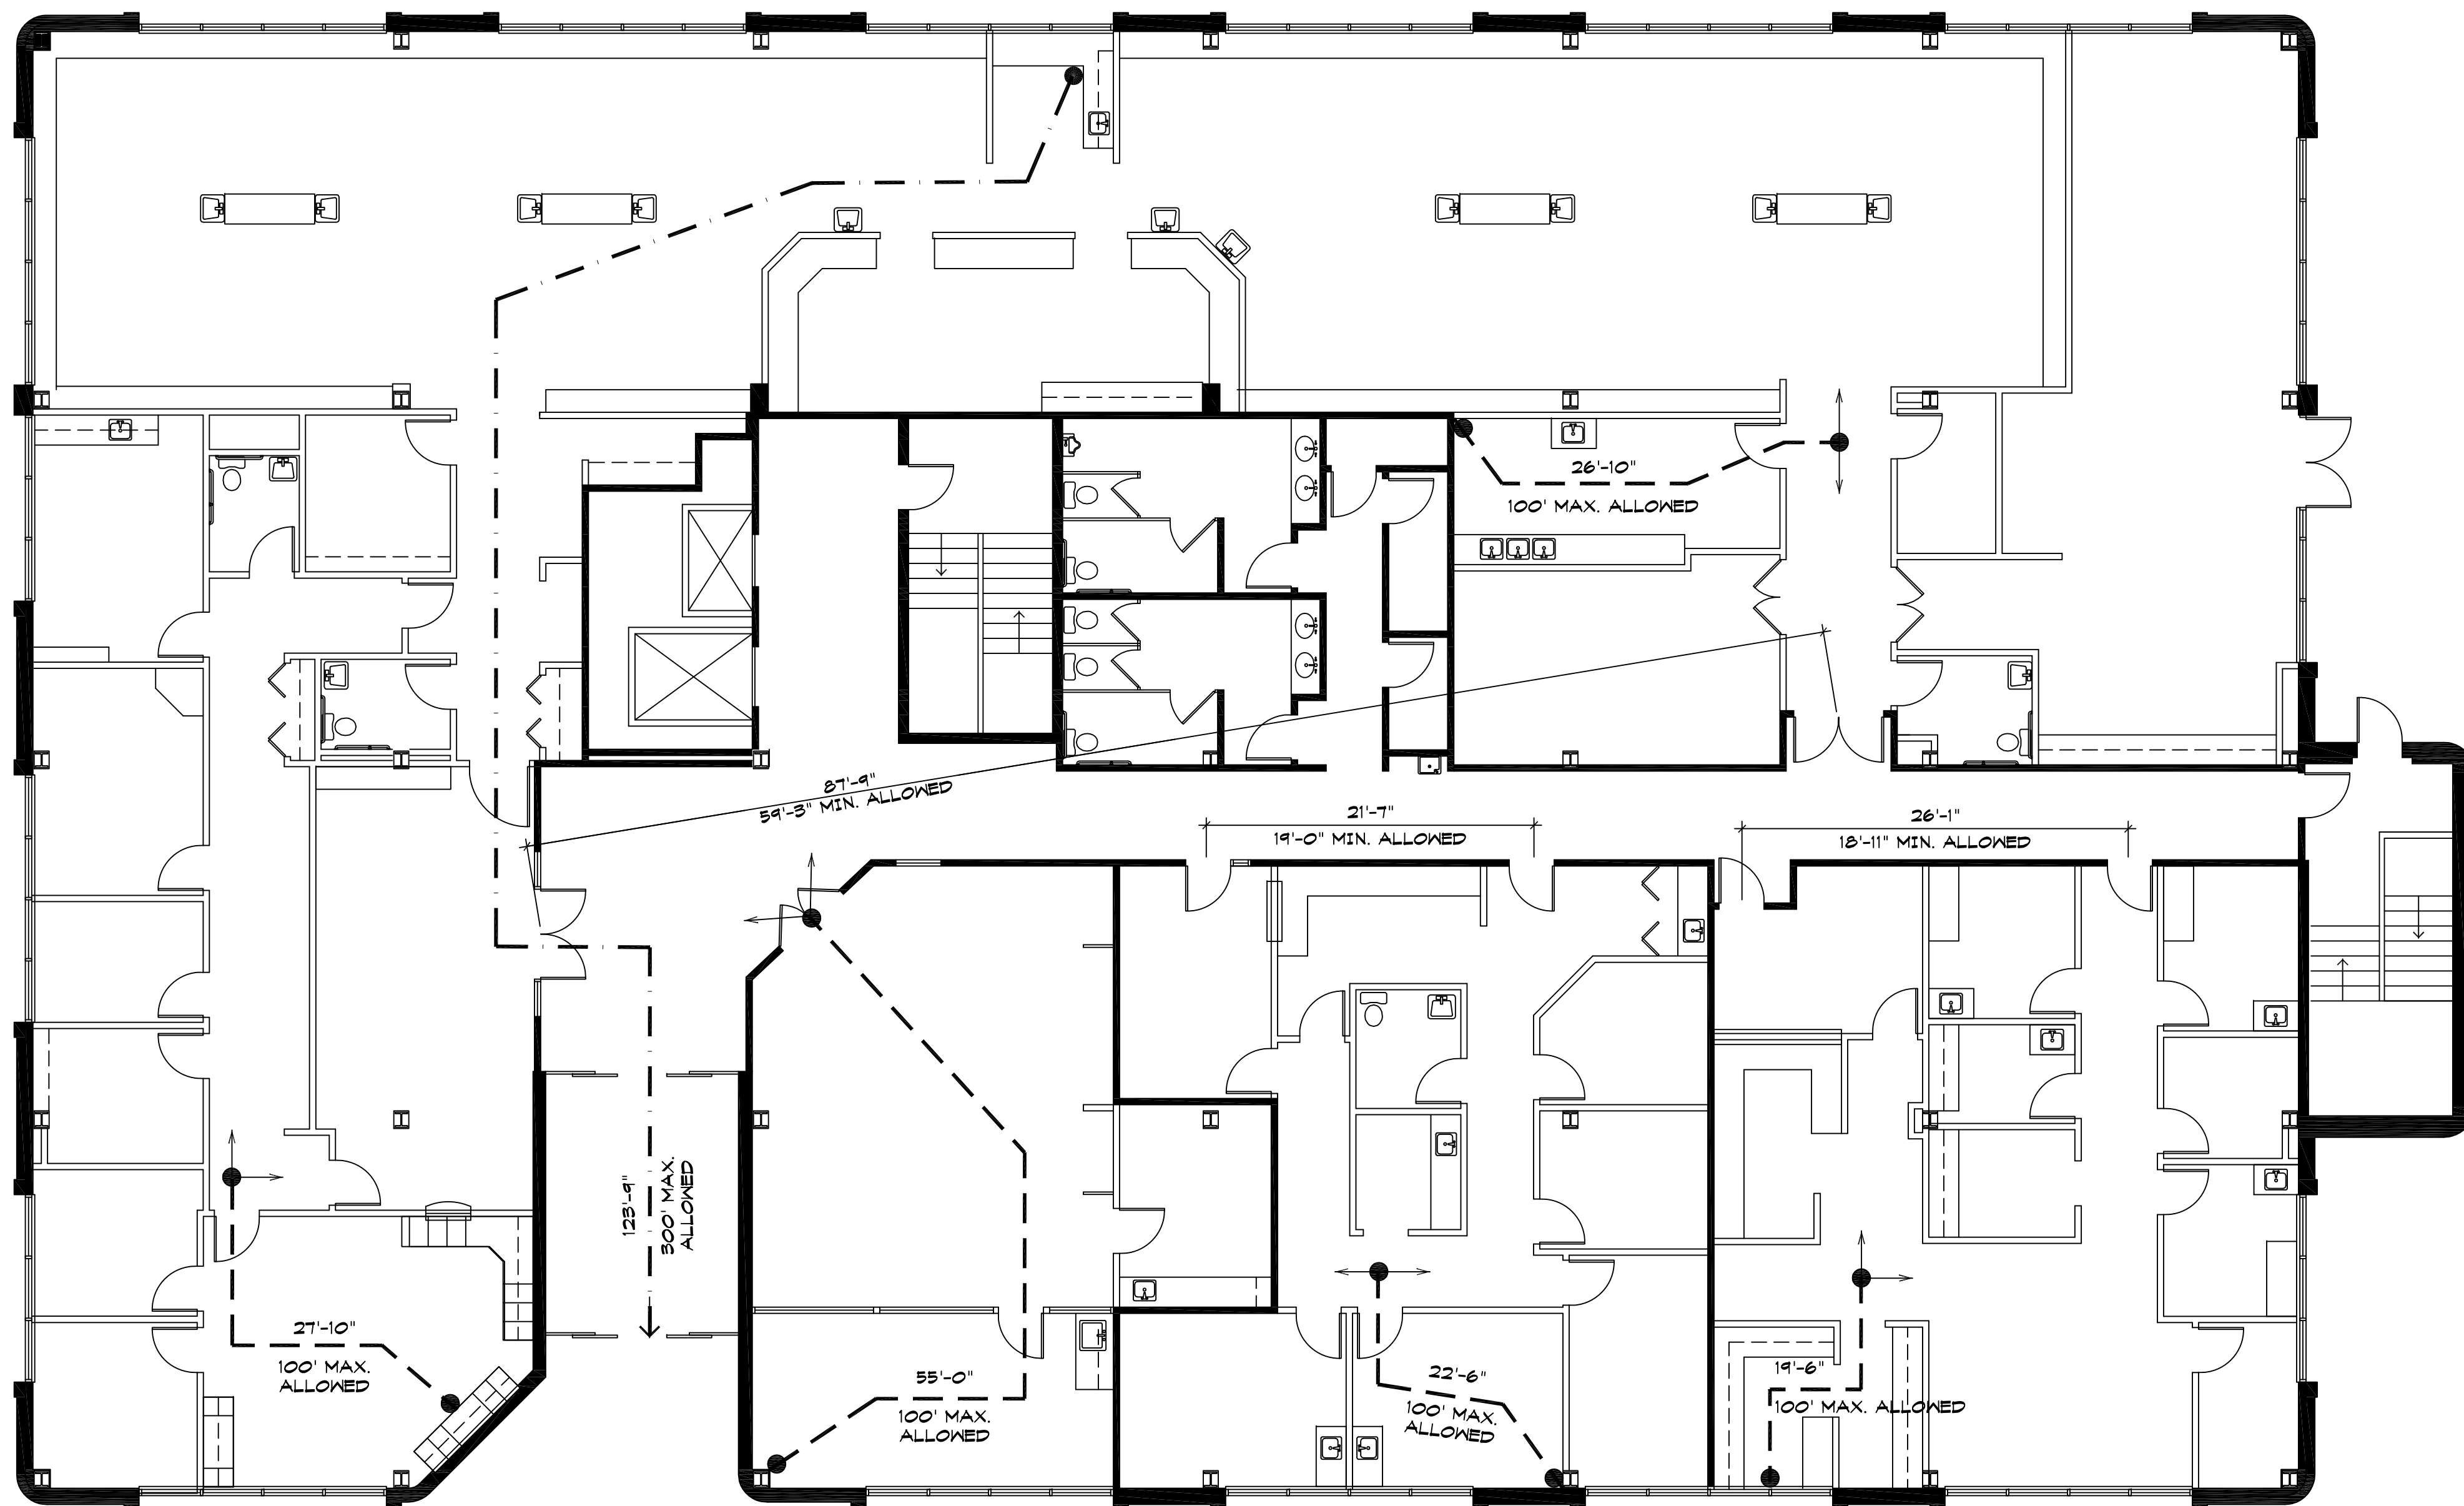 26'-10"
100' MAX. ALLOWED
87'-9"
59'-3" MIN. ALLOWED
21'-7"
19'-0" MIN. ALLOWED
26'-1"
18'-11" MIN. ALLOWED
123'-9"
300' MAX.
ALLOWED
27'-10"
100' MAX.
ALLOWED
55'-0"
100' MAX.
ALLOWED
22'-6"
100' MAX.
ALLOWED
19'-6"
100' MAX. ALLOWED